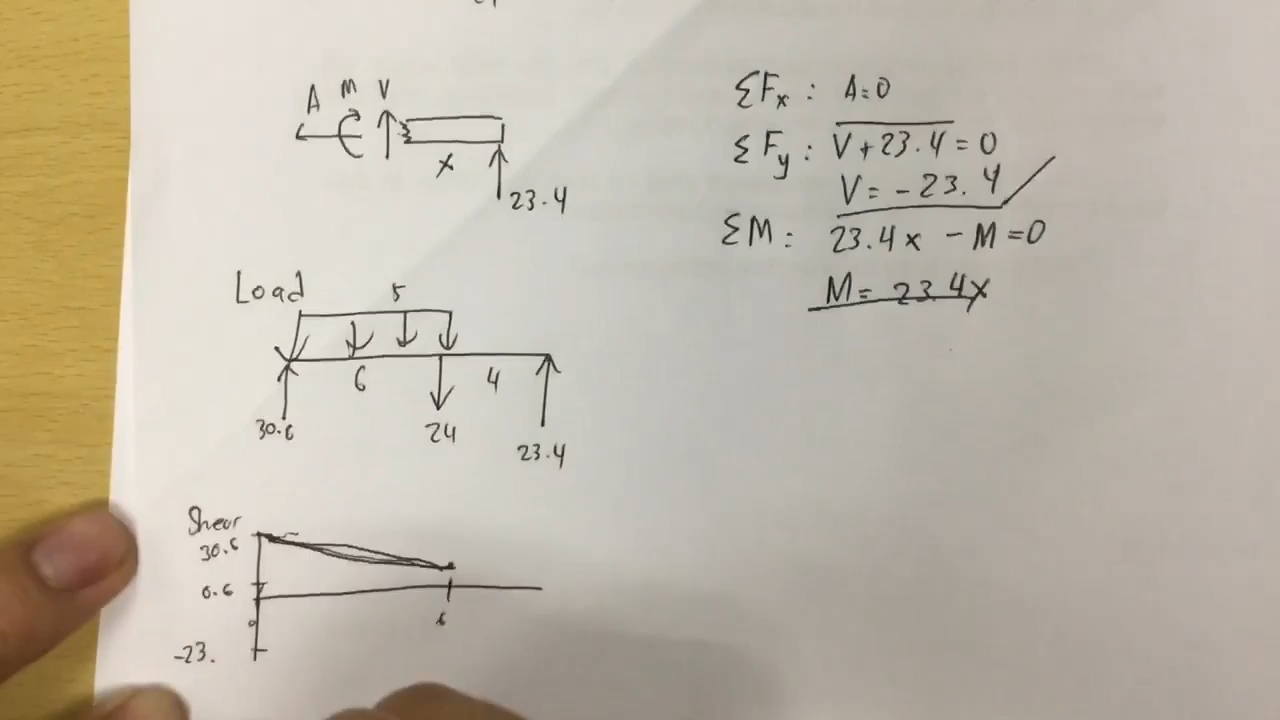 A M V
x
23.4
ΣFx : A=0
ΣFy : V+23.4=0
V= -23.4
ΣM: 23.4x - M=0
M= 23.4x
Load 5
6 4
30.6 24 23.4
Shear
30.6
0.6
6
-23.